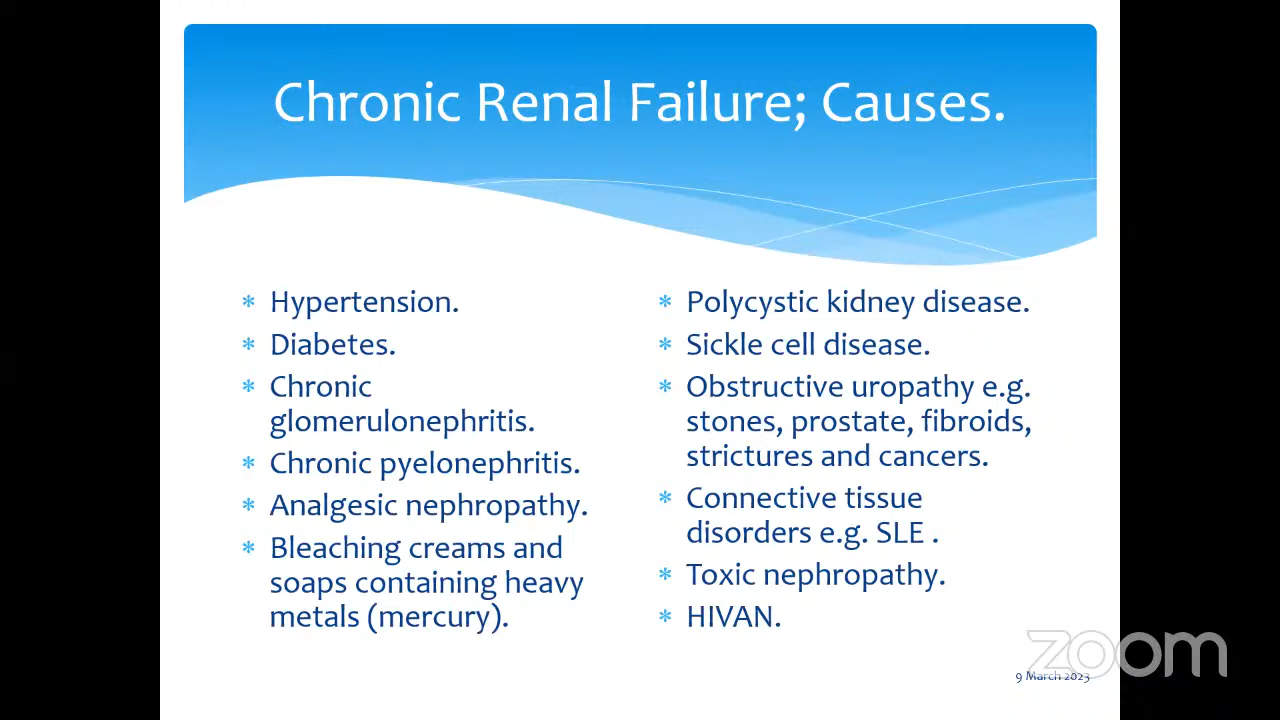 Chronic Renal Failure; Causes.
* Hypertension.
* Diabetes.
* Chronic
glomerulonephritis.
* Chronic pyelonephritis.
* Analgesic nephropathy.
* Bleaching creams and
soaps containing heavy
metals (mercury).
* Polycystic kidney disease.
* Sickle cell disease.
* Obstructive uropathy e.g.
stones, prostate, fibroids,
strictures and cancers.
* Connective tissue
disorders e.g. SLE .
* Toxic nephropathy.
* HIVAN.
zoom
9 March 2023